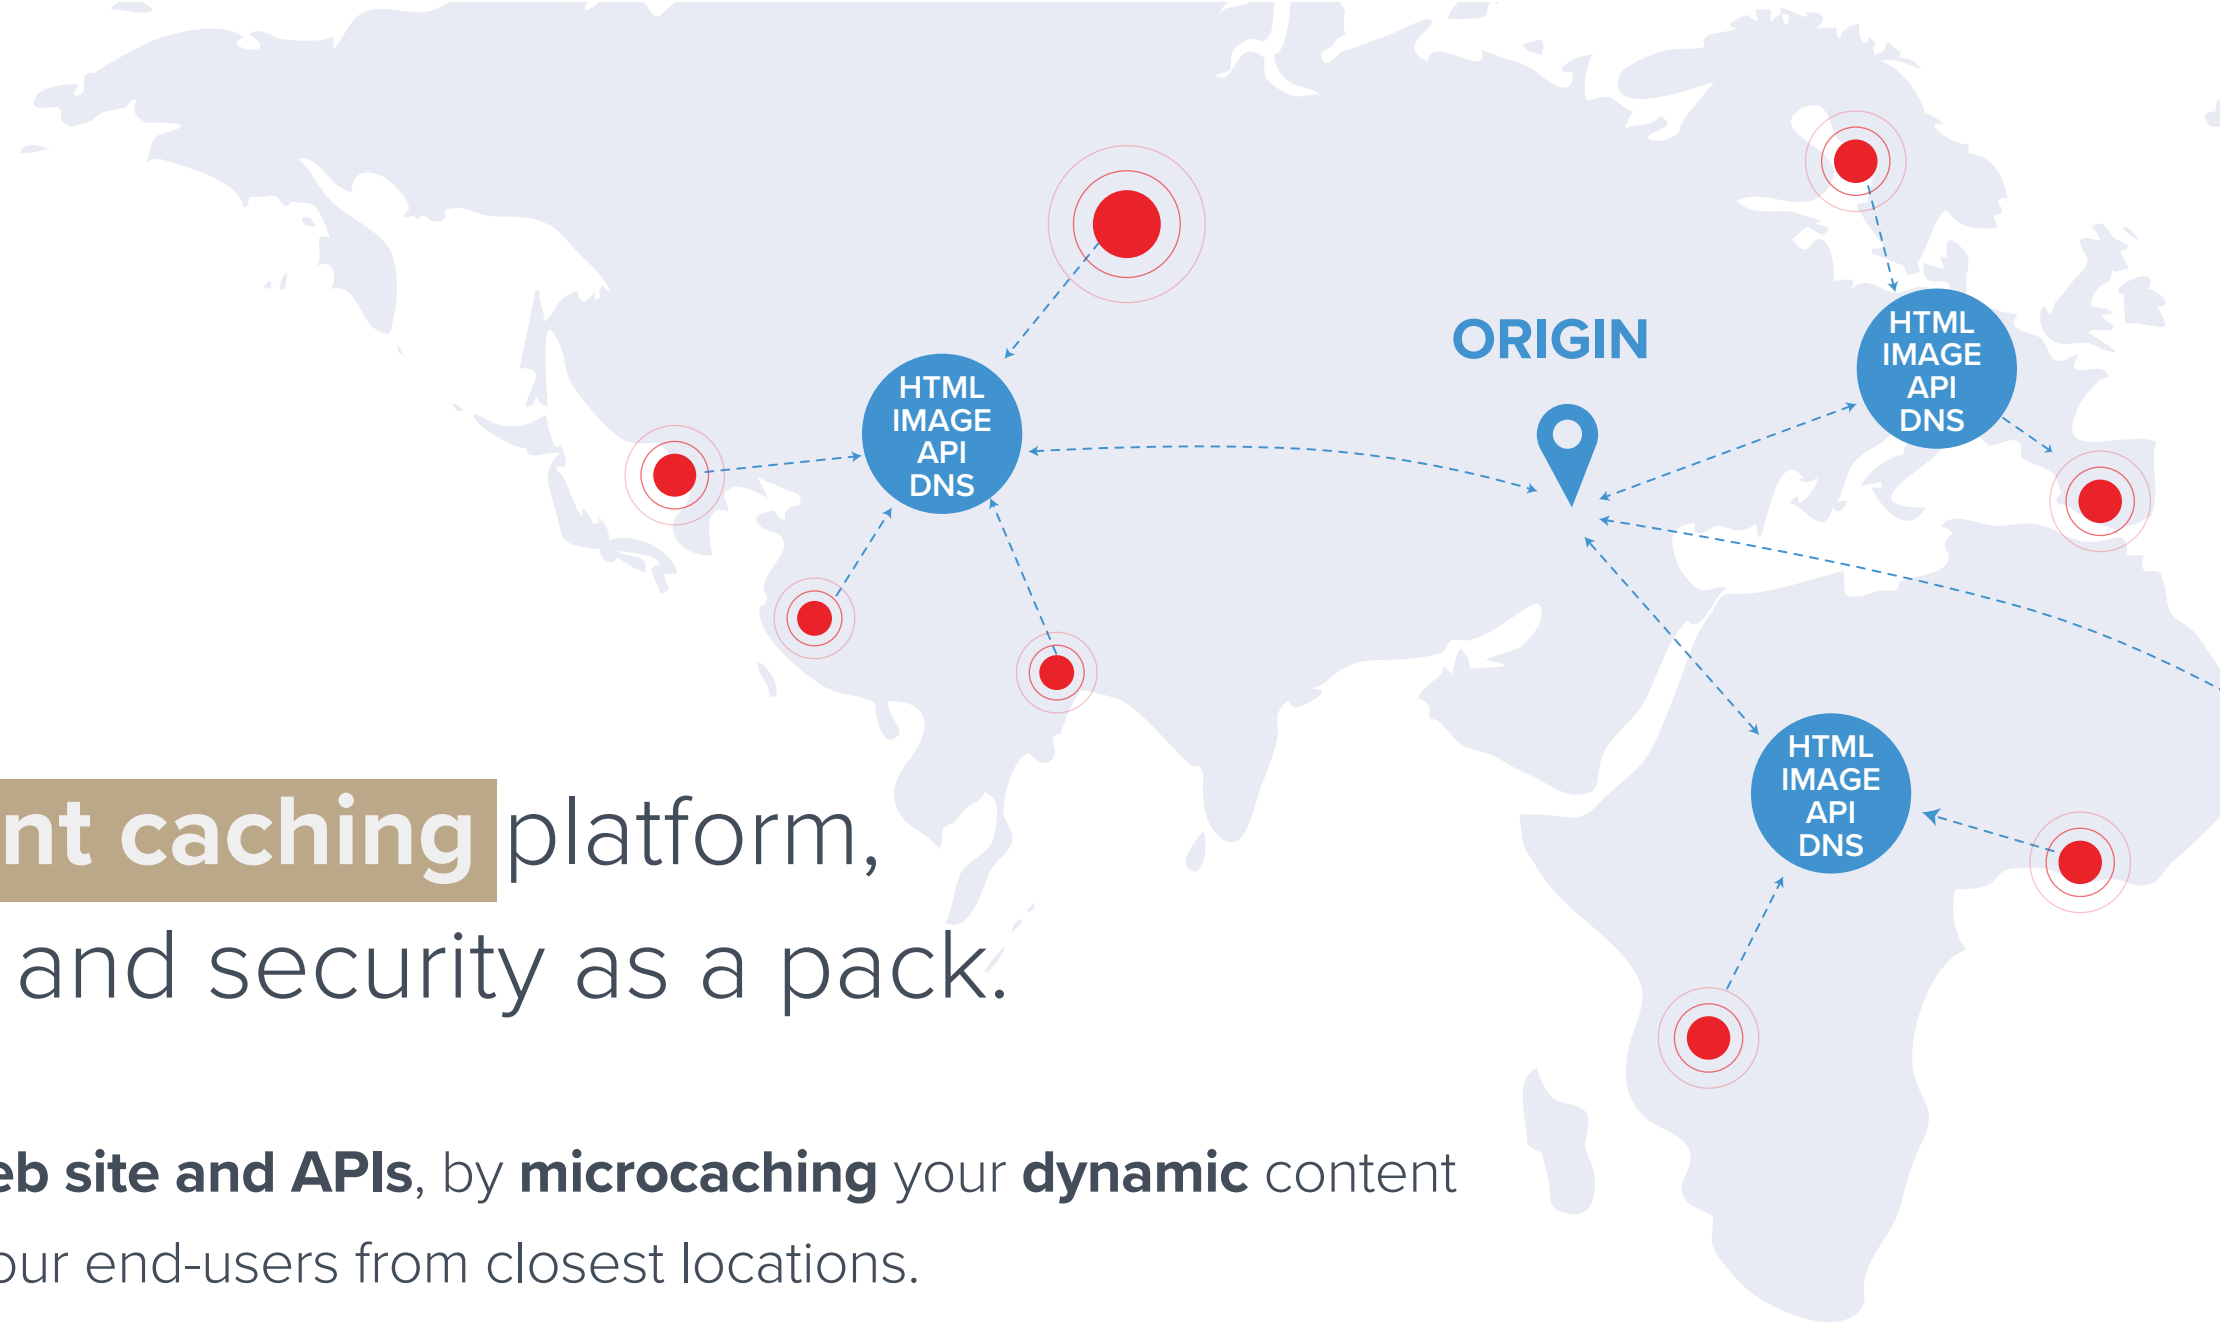 ORIGIN
HTML
IMAGE
API
DNS
HTML
IMAGE
API
DNS
HTML
IMAGE
API
DNS
nt caching platform,
and security as a pack.
eb site and APIs, by microcaching your dynamic content
our end-users from closest locations.